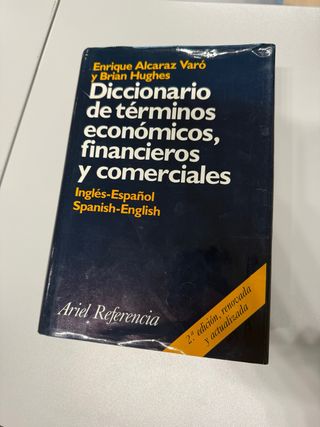 Enrique Alcaraz Varó
y Brian Hughes
Diccionario
de términos
económicos,
financieros
y comerciales
Inglés-Español
Spanish-English
Ariel Referencia
2.ª edición, renovada
y actualizada